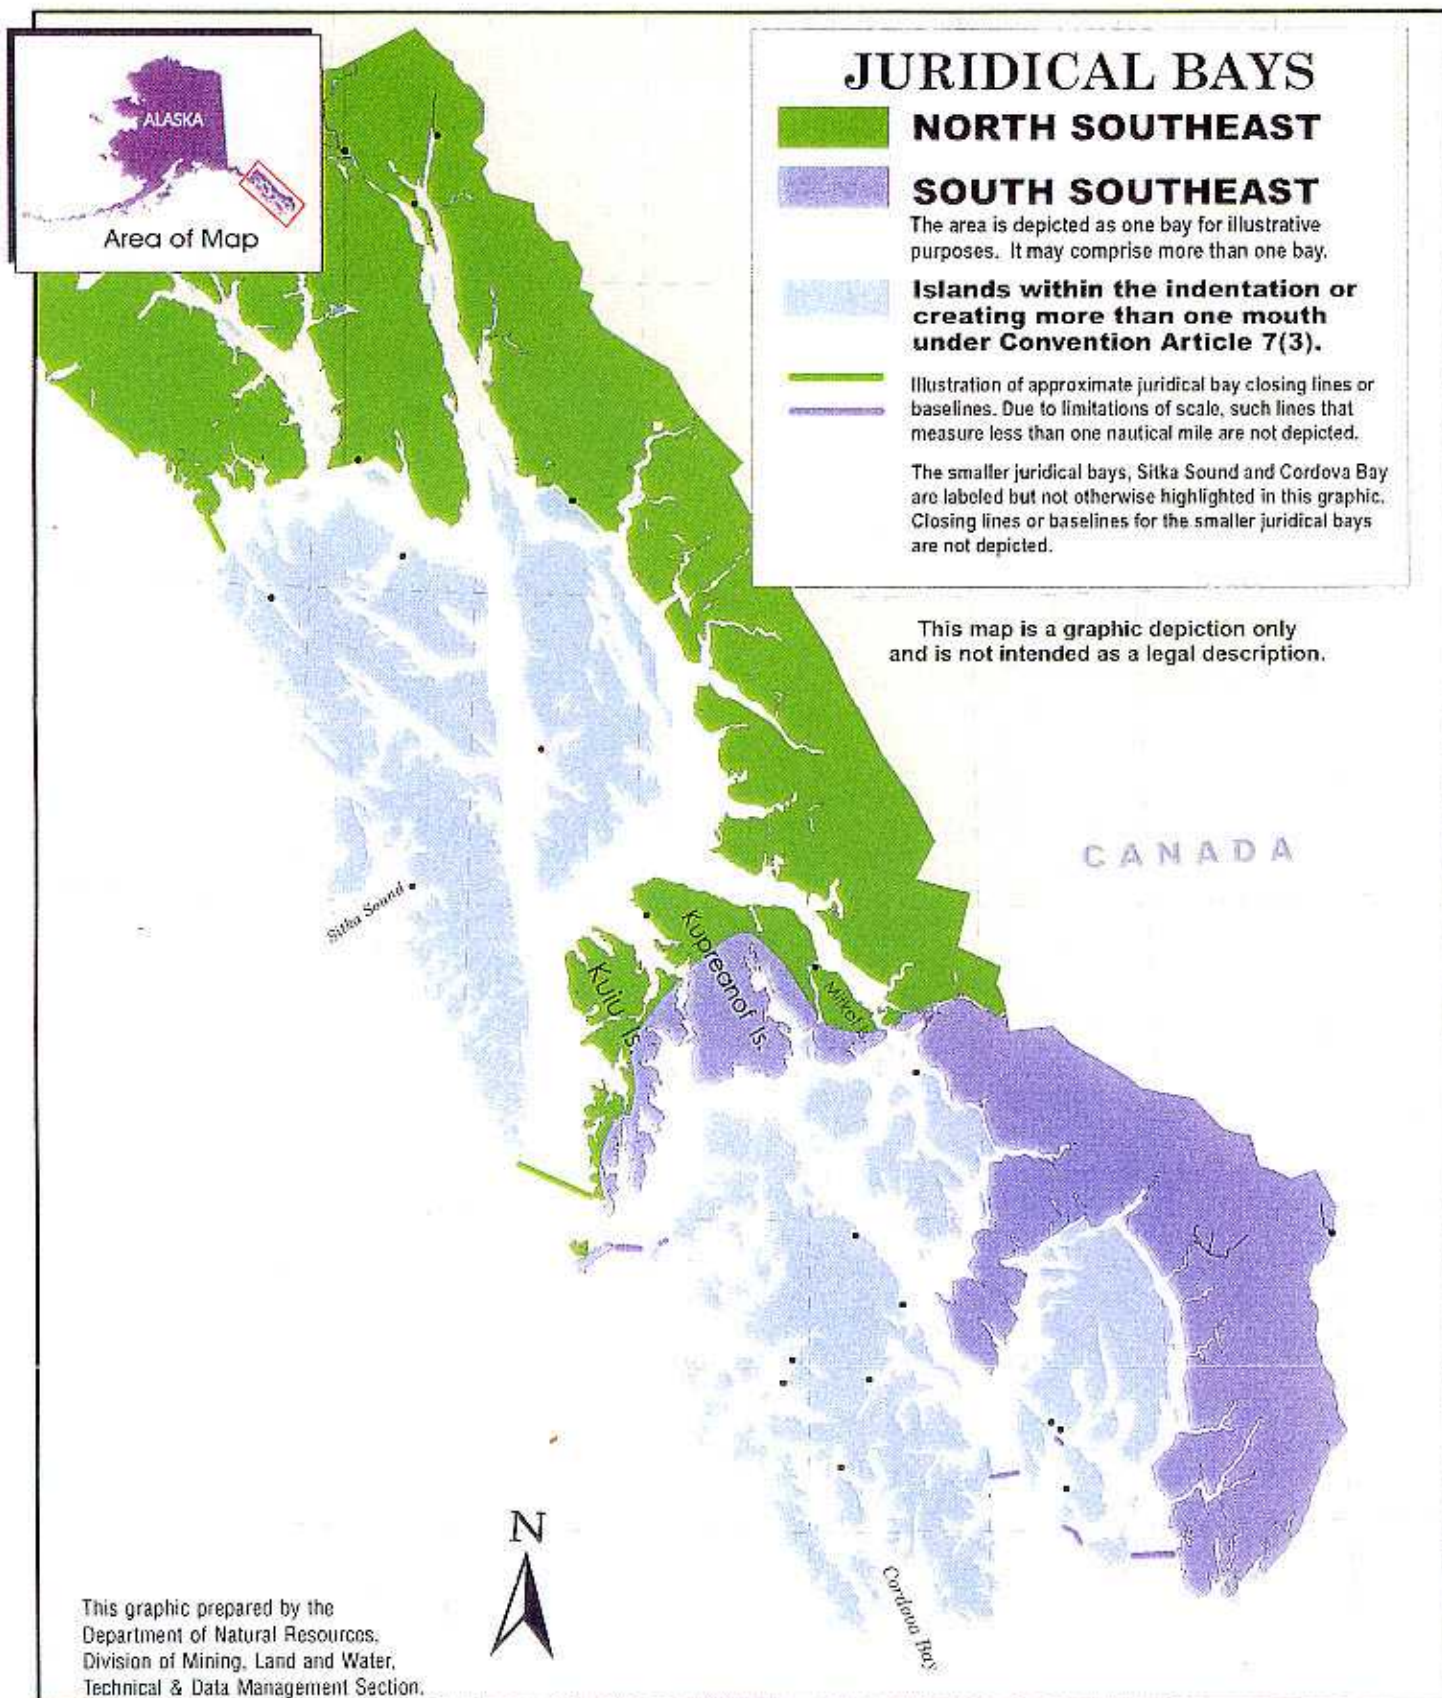 ALASKA
Area of Map
JURIDICAL BAYS
NORTH SOUTHEAST
SOUTH SOUTHEAST
The area is depicted as one bay for illustrative
purposes. It may comprise more than one bay.
Islands within the indentation or
creating more than one mouth
under Convention Article 7(3).
Illustration of approximate juridical bay closing lines or
baselines. Due to limitations of scale, such lines that
measure less than one nautical mile are not depicted.
The smaller juridical bays, Sitka Sound and Cordova Bay
are labeled but not otherwise highlighted in this graphic.
Closing lines or baselines for the smaller juridical bays
are not depicted.
This map is a graphic depiction only
and is not intended as a legal description.
CANADA
Sitka Sound
Kupreanof Is.
Kuiu Is.
Mitkof
N
Cordova Bay
This graphic prepared by the
Department of Natural Resources,
Division of Mining, Land and Water,
Technical & Data Management Section.